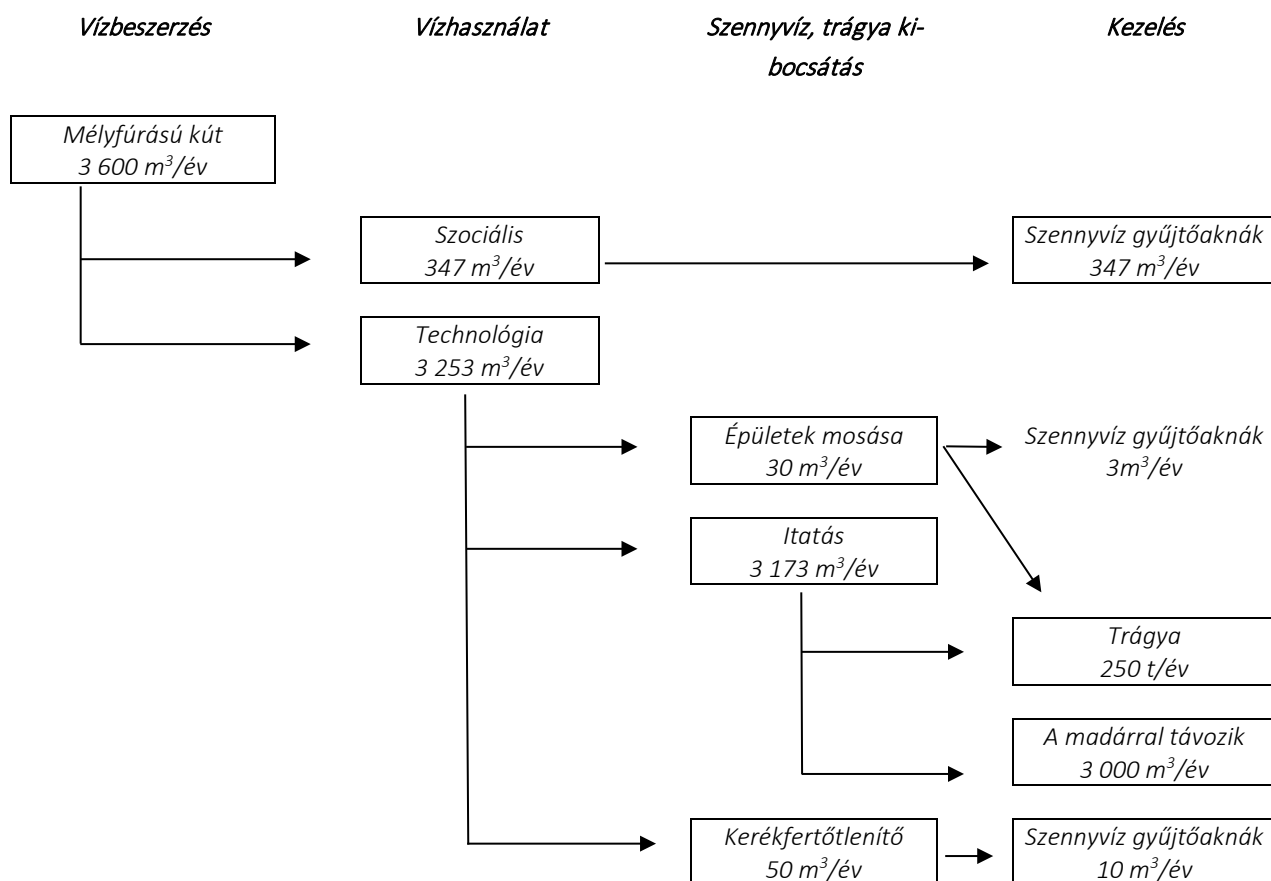 Vízbeszerzés
Vízhasználat
Szennyvíz, trágya ki-
bocsátás
Kezelés
Mélyfúrású kút
3 600 m³/év
Szociális
347 m³/év
Szennyvíz gyűjtőaknák
347 m³/év
Technológia
3 253 m³/év
Épületek mosása
30 m³/év
Szennyvíz gyűjtőaknák
3m³/év
Itatás
3 173 m³/év
Trágya
250 t/év
A madárral távozik
3 000 m³/év
Kerékfertőtlenítő
50 m³/év
Szennyvíz gyűjtőaknák
10 m³/év